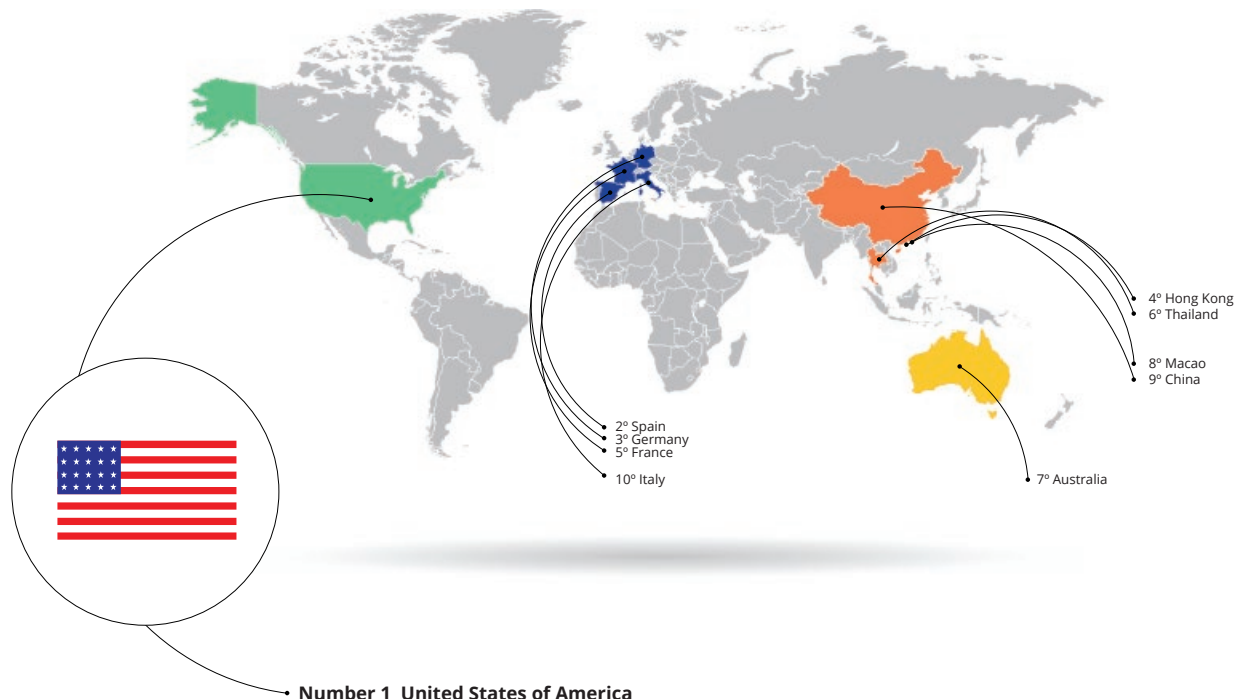 4º Hong Kong
6º Thailand
8º Macao
9º China
2º Spain
3º Germany
5º France
10º Italy
7º Australia
Number 1 United States of America